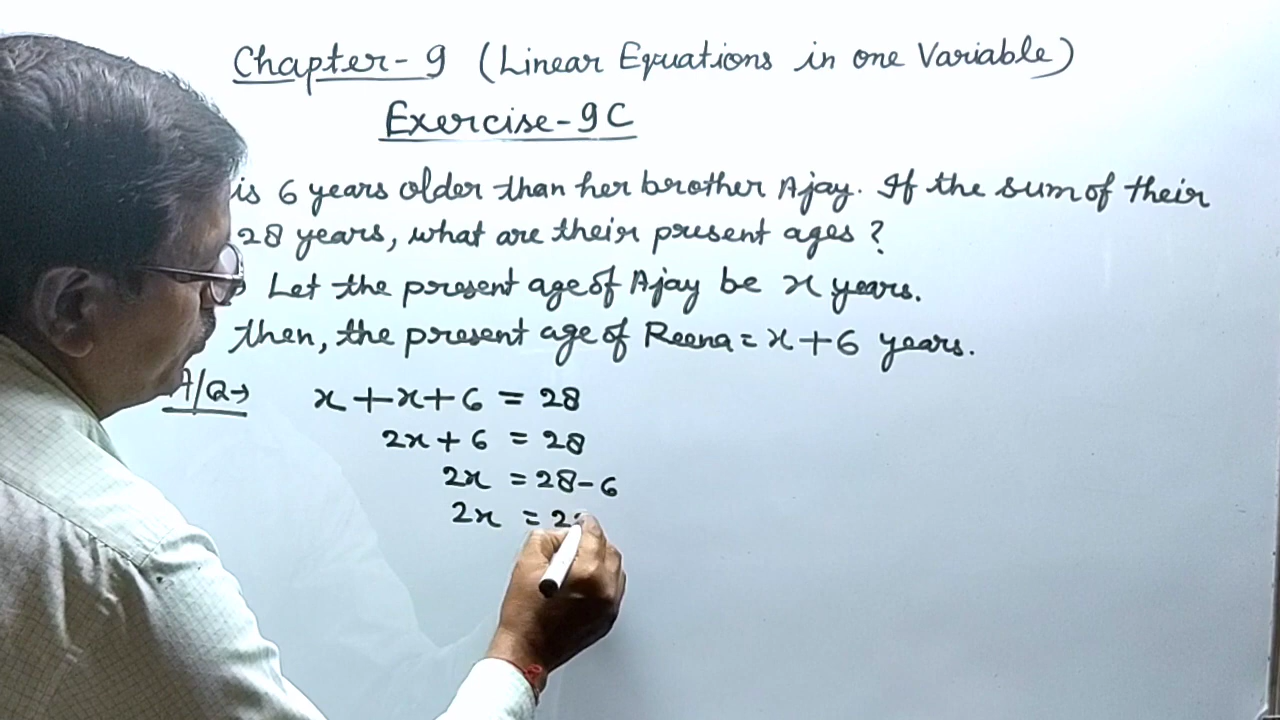 Chapter-9 (Linear Equations in one Variable)
Exercise-9C
is 6 years older than her brother Ajay. If the sum of their
28 years, what are their present ages?
Let the present age of Ajay be x years.
then, the present age of Reena = x+6 years.
A/Q→ x+x+6 = 28
2x+6 = 28
2x = 28-6
2x = 22